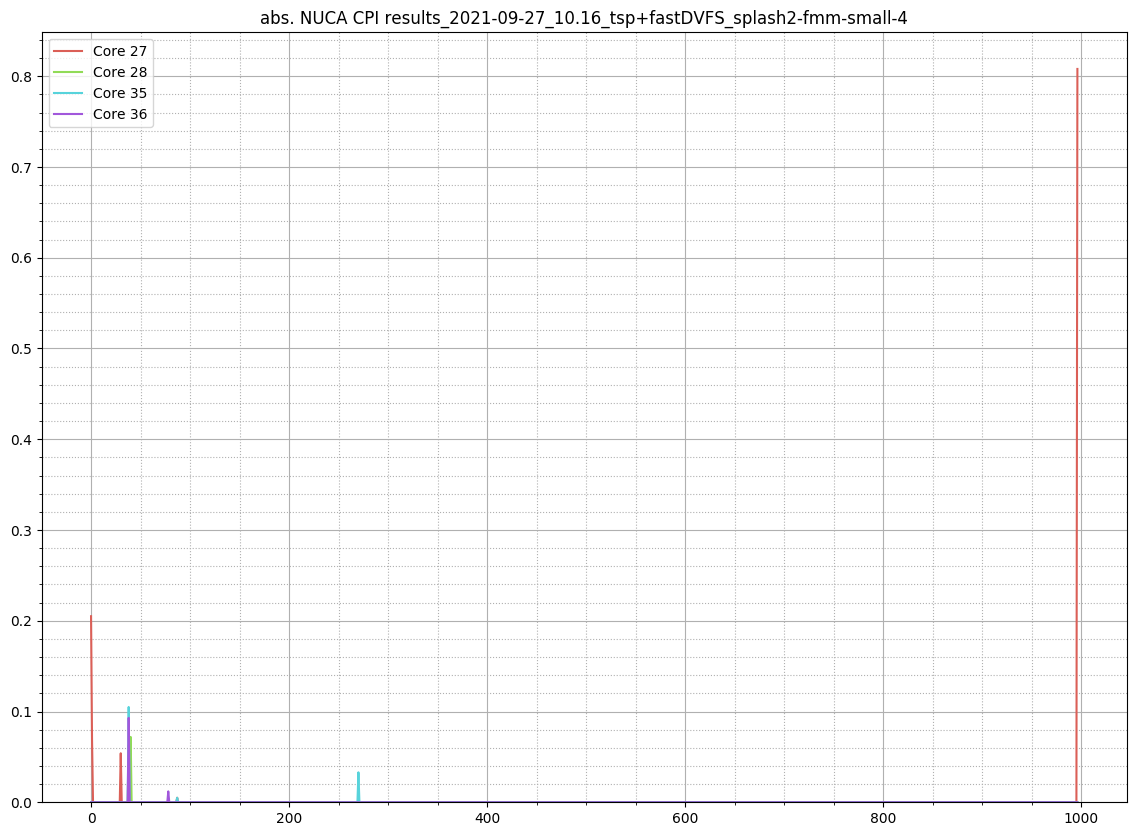 abs. NUCA CPI results_2021-09-27_10.16_tsp+fastDVFS_splash2-fmm-small-4
Core 27
Core 28
Core 35
Core 36
0.8
0.7
0.6
0.5
0.4
0.3
0.2
0.1
0.0
0 200 400 600 800 1000